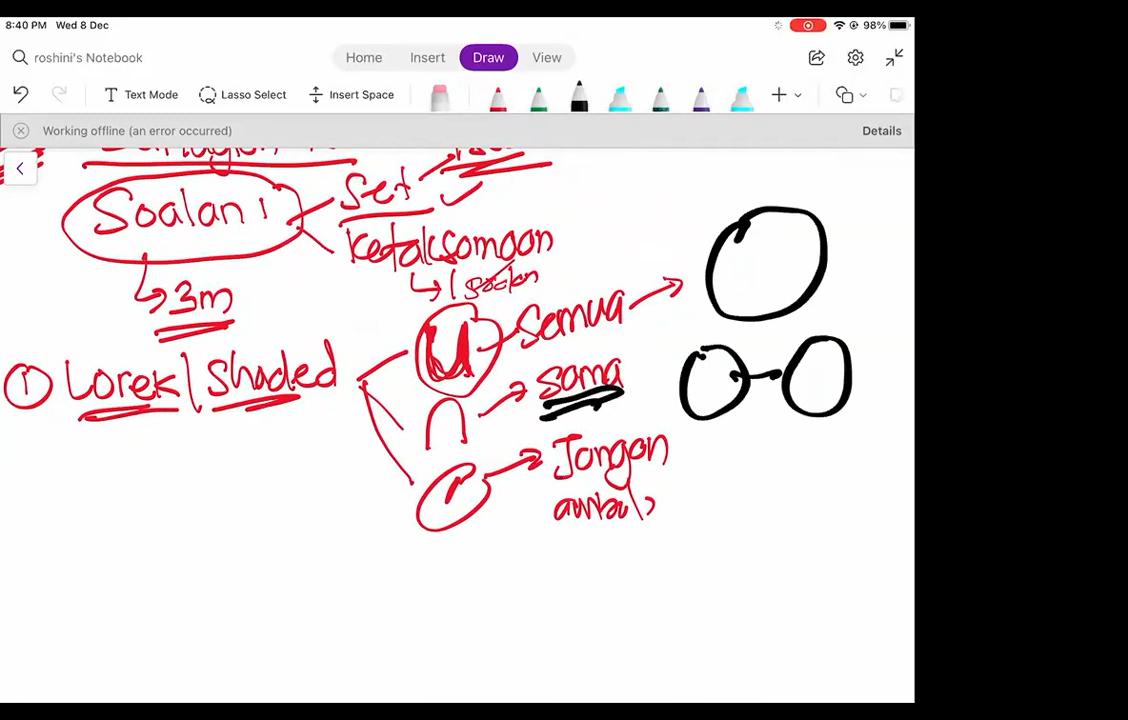 8:40 PM Wed 8 Dec
98%
roshini's Notebook
Home Insert Draw View
Text Mode Lasso Select Insert Space
Working offline (an error occurred) Details
Soalan 1
Set
Ketaksamaan
1 soalan
3m
U Semua
① Lorek / Shaded
∩ Sama
Jangan